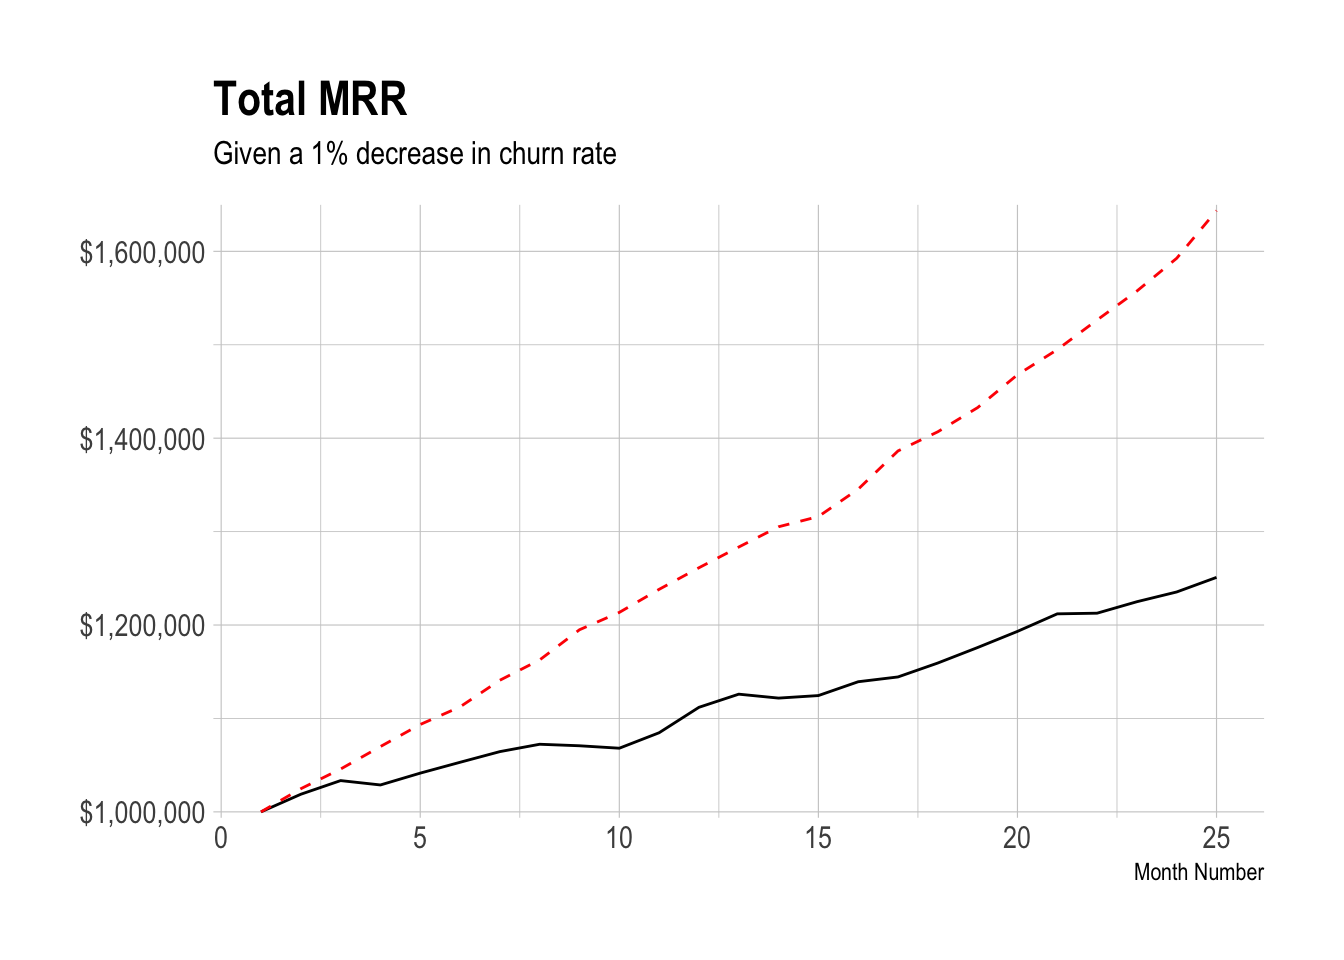 Total MRR
Given a 1% decrease in churn rate
$1,600,000
$1,400,000
$1,200,000
$1,000,000
0 5 10 15 20 25
Month Number